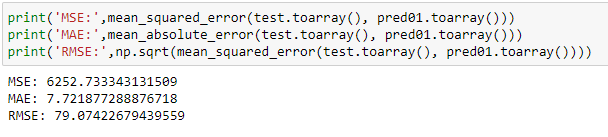 print('MSE:',mean_squared_error(test.toarray(), pred01.toarray()))
print('MAE:',mean_absolute_error(test.toarray(), pred01.toarray()))
print('RMSE:',np.sqrt(mean_squared_error(test.toarray(), pred01.toarray())))
MSE: 6252.733343131509
MAE: 7.721877288876718
RMSE: 79.07422679439559